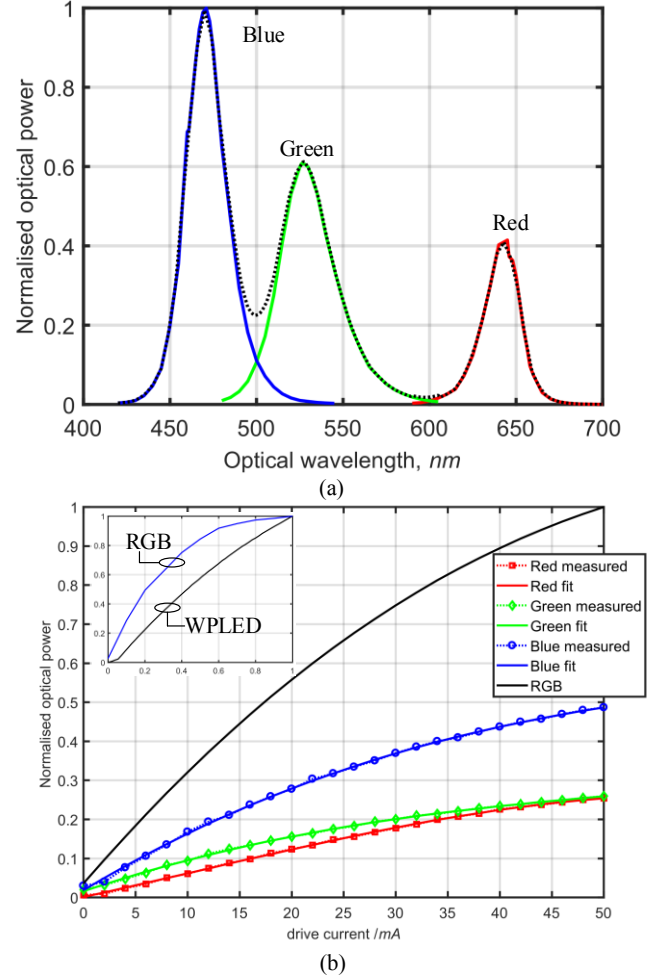 Normalised optical power
1
0.8
0.6
0.4
0.2
0
Blue
Green
Red
400 450 500 550 600 650 700
Optical wavelength, nm
(a)
Normalised optical power
1
0.9
0.8
0.7
0.6
0.5
0.4
0.3
0.2
0.1
0
1
0.8
0.6
0.4
0.2
0
RGB
WPLED
0.2 0.4 0.6 0.8 1
Red measured
Red fit
Green measured
Green fit
Blue measured
Blue fit
RGB
0 5 10 15 20 25 30 35 40 45 50
drive current /mA
(b)